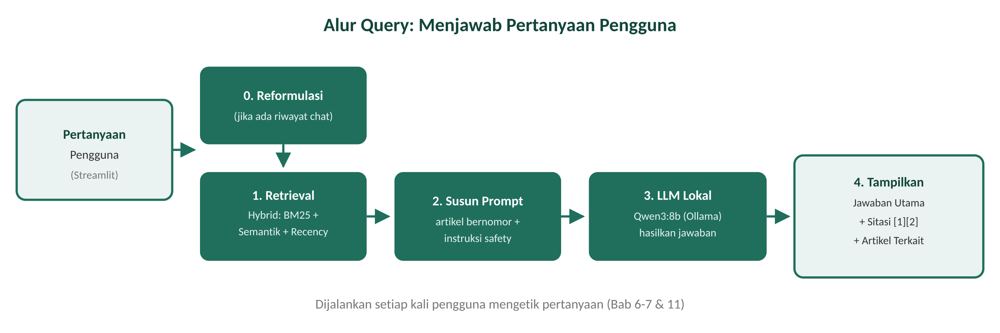 Alur Query: Menjawab Pertanyaan Pengguna
Pertanyaan
Pengguna
(Streamlit)
0. Reformulasi
(jika ada riwayat chat)
1. Retrieval
Hybrid: BM25 +
Semantik + Recency
2. Susun Prompt
artikel bernomor +
instruksi safety
3. LLM Lokal
Qwen3:8b (Ollama)
hasilkan jawaban
4. Tampilkan
Jawaban Utama
+ Sitasi [1][2]
+ Artikel Terkait
Dijalankan setiap kali pengguna mengetik pertanyaan (Bab 6-7 & 11)